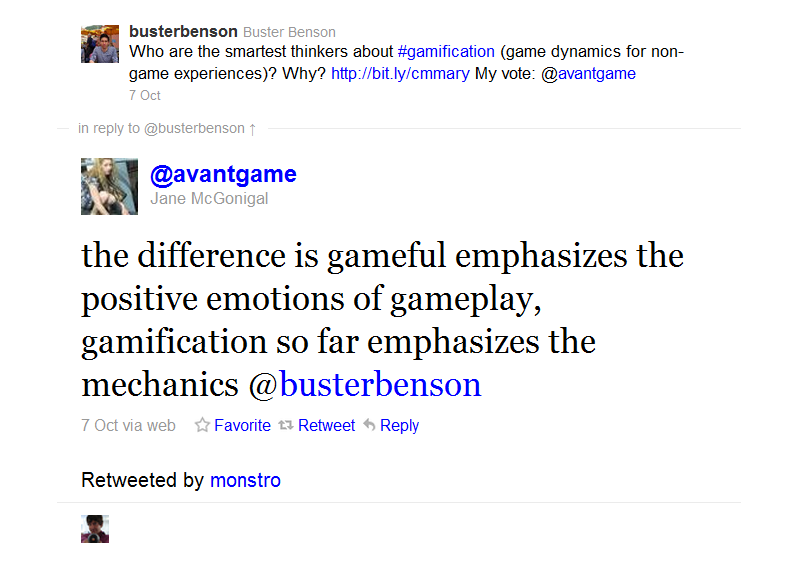 busterbenson Buster Benson
Who are the smartest thinkers about #gamification (game dynamics for non-
game experiences)? Why? http://bit.ly/cmmary My vote: @avantgame
7 Oct
in reply to @busterbenson ↑
@avantgame
Jane McGonigal
the difference is gameful emphasizes the
positive emotions of gameplay,
gamification so far emphasizes the
mechanics @busterbenson
7 Oct via web Favorite Retweet Reply
Retweeted by monstro